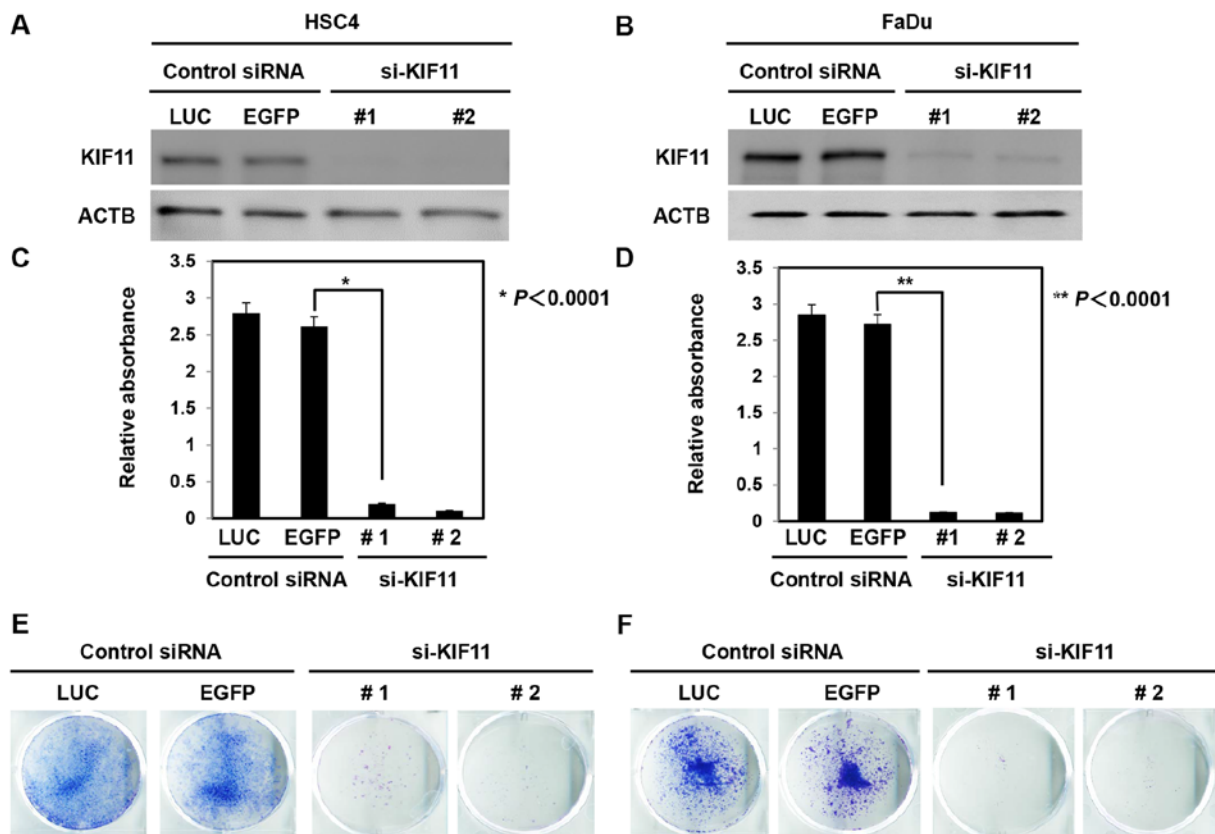 A
HSC4
Control siRNA si-KIF11
LUC EGFP #1 #2
KIF11
ACTB
B
FaDu
Control siRNA si-KIF11
LUC EGFP #1 #2
KIF11
ACTB
C
Relative absorbance
3.5
3
2.5
2
1.5
1
0.5
0
*
* P<0.0001
LUC EGFP # 1 # 2
Control siRNA si-KIF11
D
Relative absorbance
3.5
3
2.5
2
1.5
1
0.5
0
**
** P<0.0001
LUC EGFP #1 # 2
Control siRNA si-KIF11
E
Control siRNA si-KIF11
LUC EGFP # 1 # 2
F
Control siRNA si-KIF11
LUC EGFP # 1 # 2